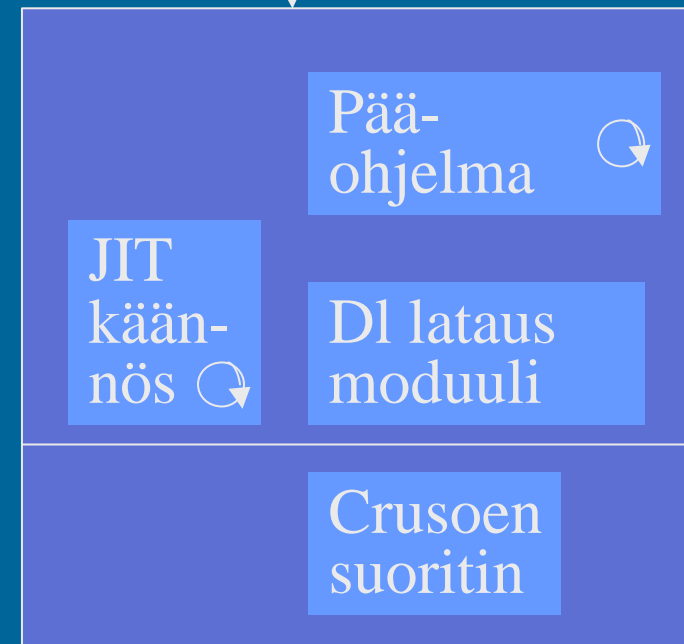 Pää-
ohjelma
JIT
kään-
nös
Dl lataus
moduuli
Crusoen
suoritin